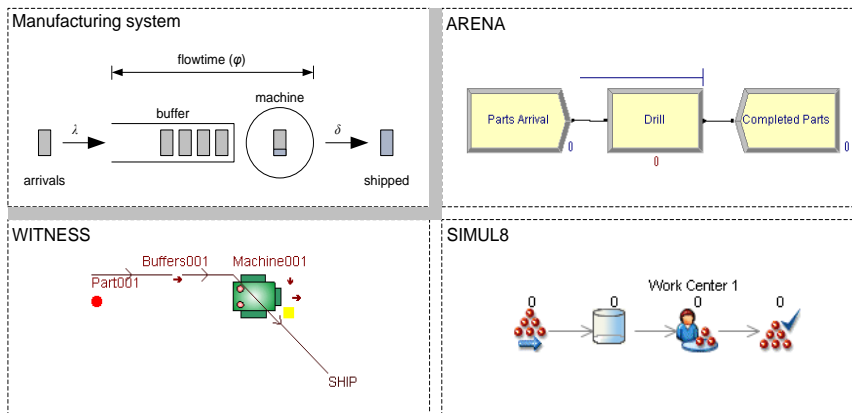 Manufacturing system
flowtime (φ)
machine
buffer
λ
δ
arrivals
shipped
ARENA
Parts Arrival
Drill
Completed Parts
0
0
0
WITNESS
Buffers001
Machine001
Part001
SHIP
SIMUL8
Work Center 1
0
0
0
0